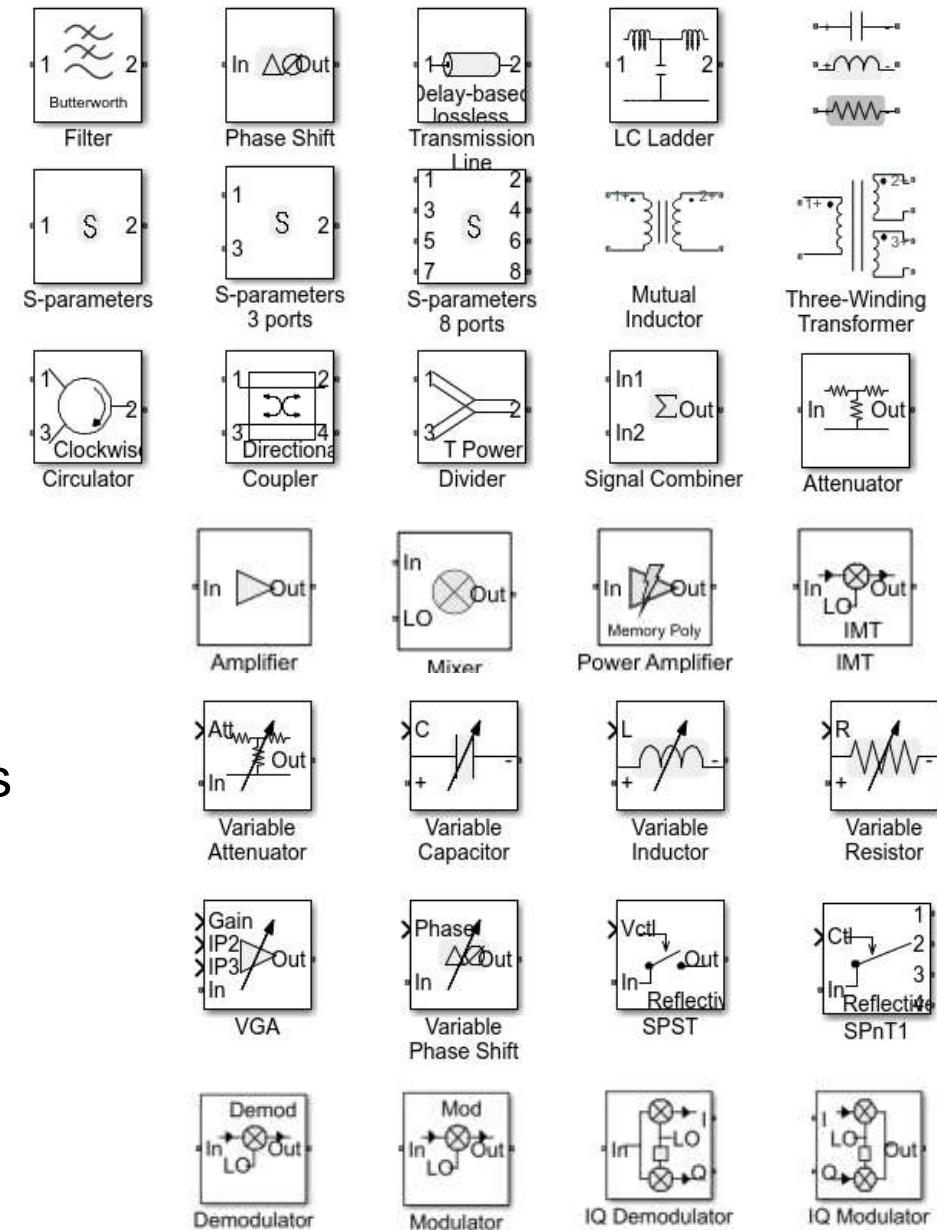 1 2
Butterworth
Filter
In Out
Phase Shift
1 2
Delay-based
lossless
Transmission
Line
1 2
LC Ladder
+ -
+ -
+ -
1 S 2
S-parameters
1
S 2
3
S-parameters
3 ports
1 2
3 4
S
5 6
7 8
S-parameters
8 ports
1+ 2+
Mutual
Inductor
1+ 2+
3+
Three-Winding
Transformer
1
2
3
Clockwis
Circulator
1 2
3 4
Directiona
Coupler
1
2
3
T Power
Divider
In1
Σ Out
In2
Signal Combiner
In Out
Attenuator
In Out
Amplifier
In
Out
LO
Mixer
In Out
Memory Poly
Power Amplifier
In Out
LO
IMT
IMT
s
Att
Out
In
Variable
Attenuator
C
+ -
Variable
Capacitor
L
+ -
Variable
Inductor
R
+ -
Variable
Resistor
Gain
IP2
IP3 Out
In
VGA
Phase
Out
In
Variable
Phase Shift
Vctl
Out
In
Reflectiv
SPST
1
Ctl
2
3
In
Reflective
4
SPnT1
Demod
In Out
LO
Demodulator
Mod
In Out
LO
Modulator
I
In LO
Q
IQ Demodulator
I
LO Out
Q
IQ Modulator